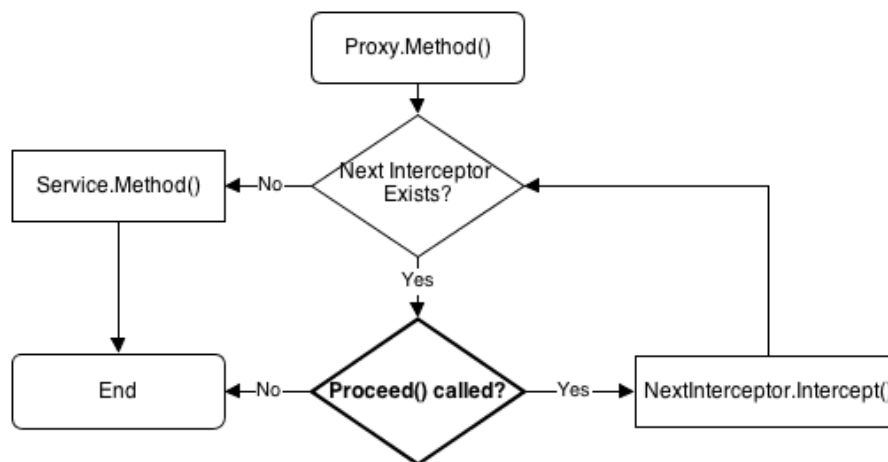 Proxy.Method()
Next Interceptor
Exists?
No
Service.Method()
Yes
Proceed() called?
No
End
Yes
NextInterceptor.Intercept()